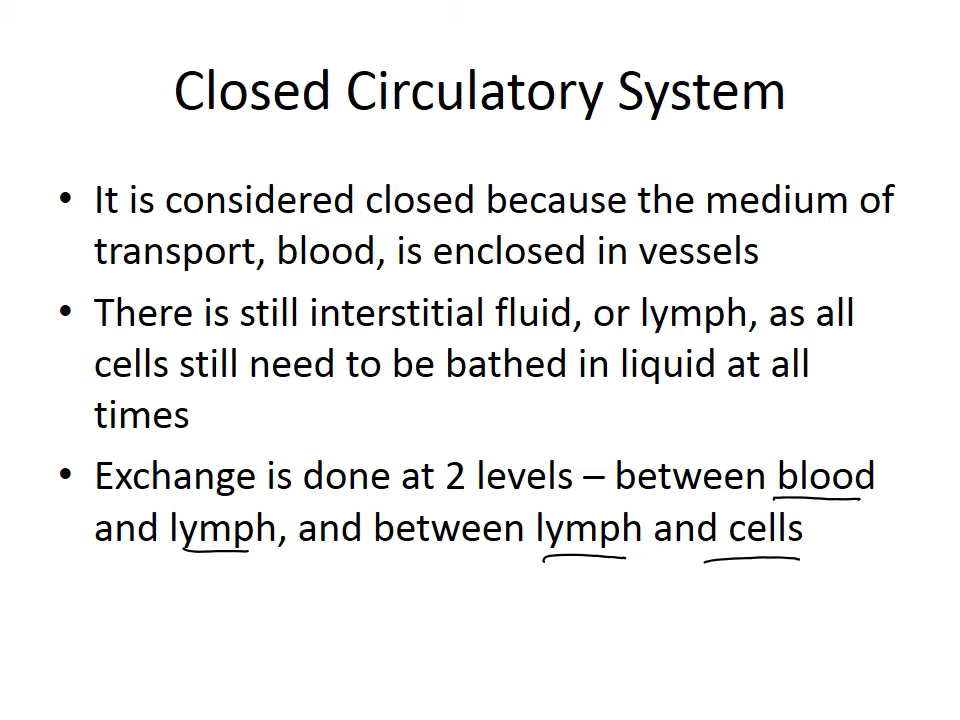 Closed Circulatory System
• It is considered closed because the medium of
transport, blood, is enclosed in vessels
• There is still interstitial fluid, or lymph, as all
cells still need to be bathed in liquid at all
times
• Exchange is done at 2 levels – between blood
and lymph, and between lymph and cells